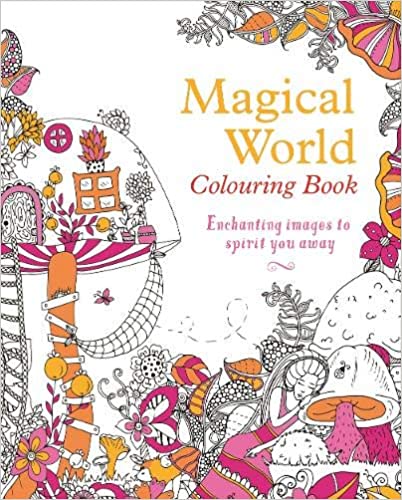 Magical
World
Colouring Book
Enchanting images to
spirit you away